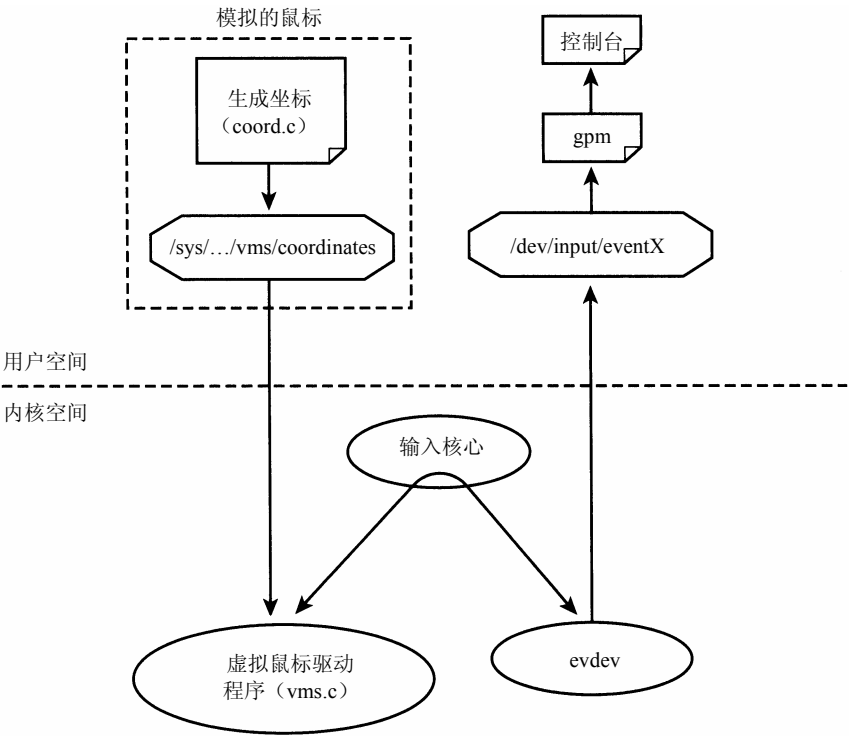 模拟的鼠标
生成坐标
（coord.c）
/sys/…/vms/coordinates
控制台
gpm
/dev/input/eventX
用户空间
内核空间
输入核心
虚拟鼠标驱动
程序（vms.c）
evdev